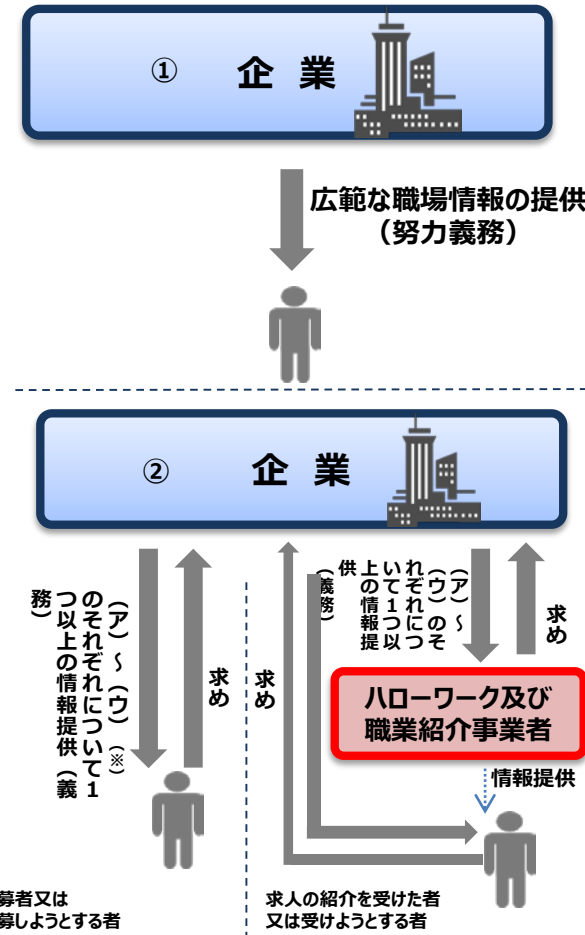 ① 企業
広範な職場情報の提供
（努力義務）
② 企業
（ア）～（ウ）（※）
のそれぞれについて１
つ以上の情報提供（義
務）
求め
求め
（ア）～
（ウ）のそ
れぞれにつ
いて１つ以
上の情報提
供
（義務）
求め
ハローワーク及び
職業紹介事業者
情報提供
募者又は
募しようとする者
求人の紹介を受けた者
又は受けようとする者